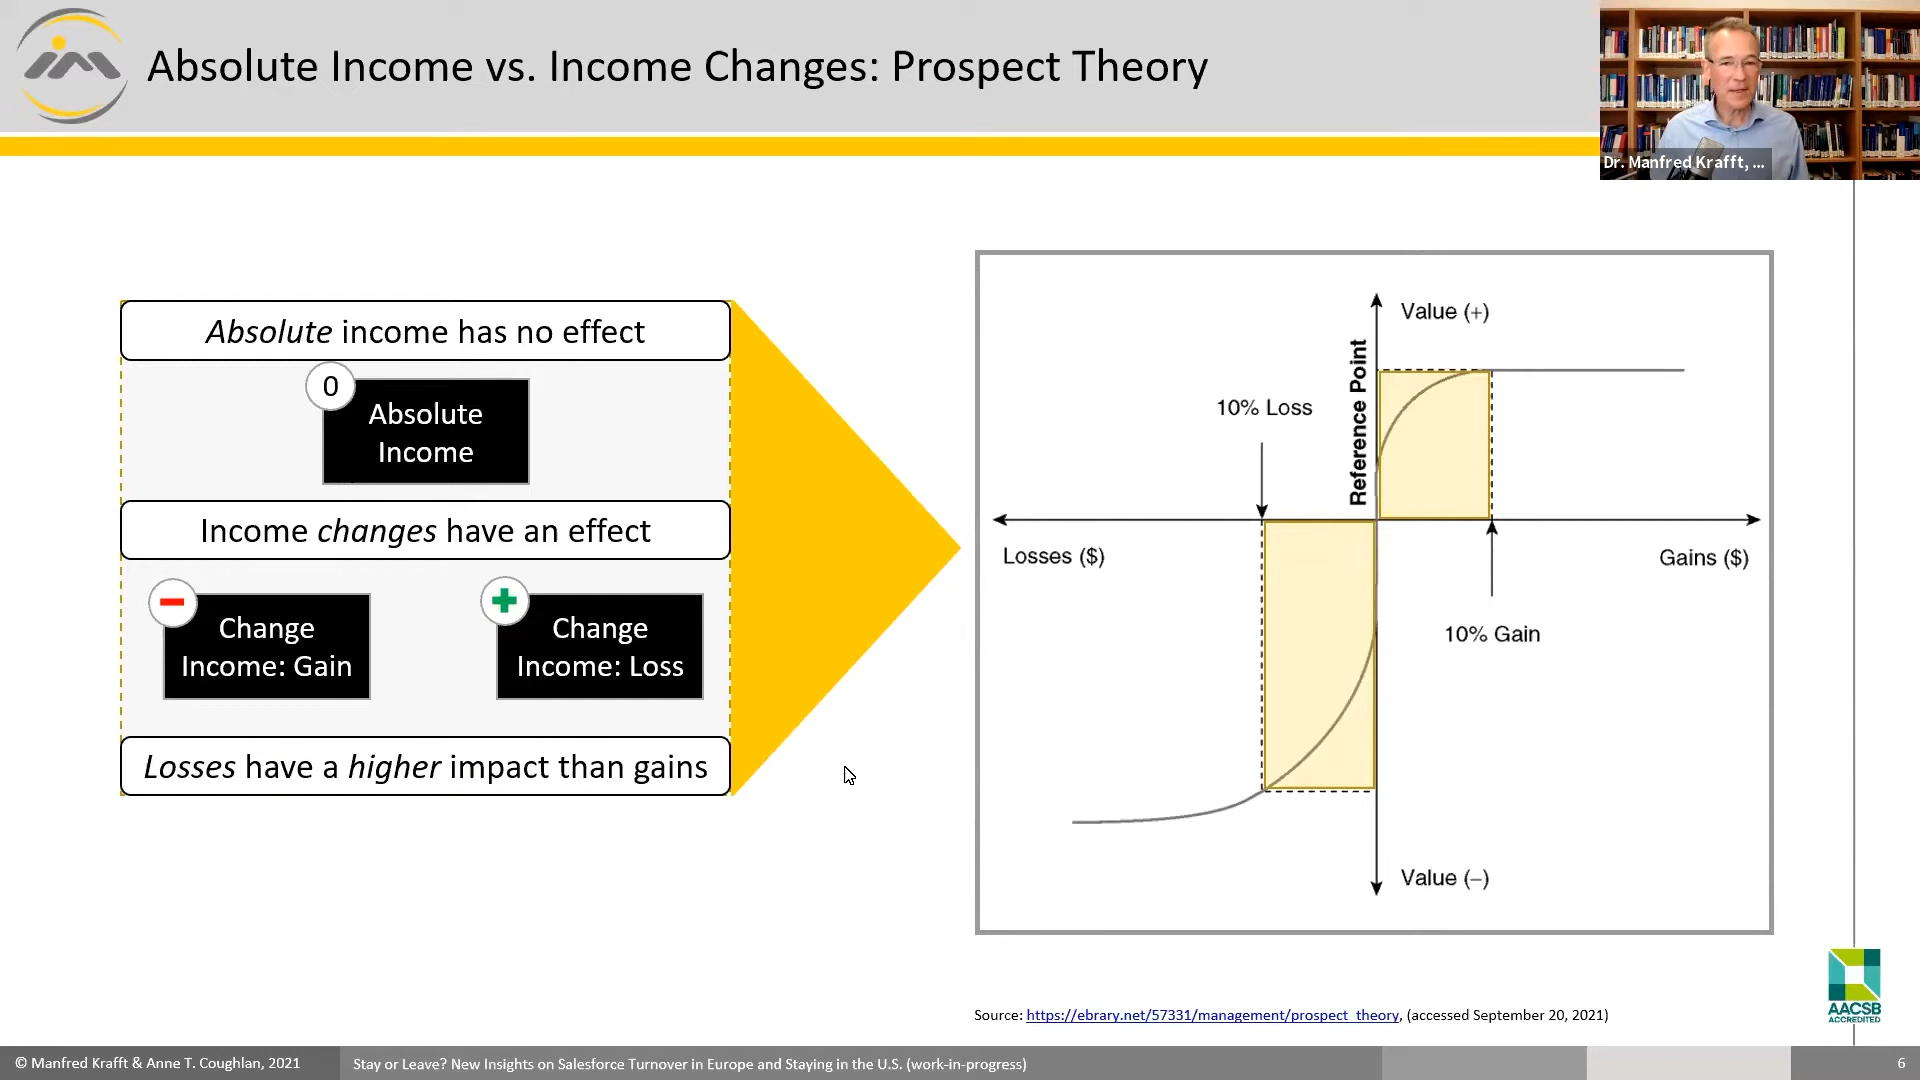 Absolute Income vs. Income Changes: Prospect Theory
Dr. Manfred Krafft, ...
Absolute income has no effect
0
Absolute
Income
Income changes have an effect
Change
Income: Gain
Change
Income: Loss
Losses have a higher impact than gains
Value (+)
Reference Point
10% Loss
Losses ($)
Gains ($)
10% Gain
Value (–)
AACSB
ACCREDITED
Source: https://ebrary.net/57331/management/prospect_theory, (accessed September 20, 2021)
© Manfred Krafft & Anne T. Coughlan, 2021
Stay or Leave? New Insights on Salesforce Turnover in Europe and Staying in the U.S. (work-in-progress)
6